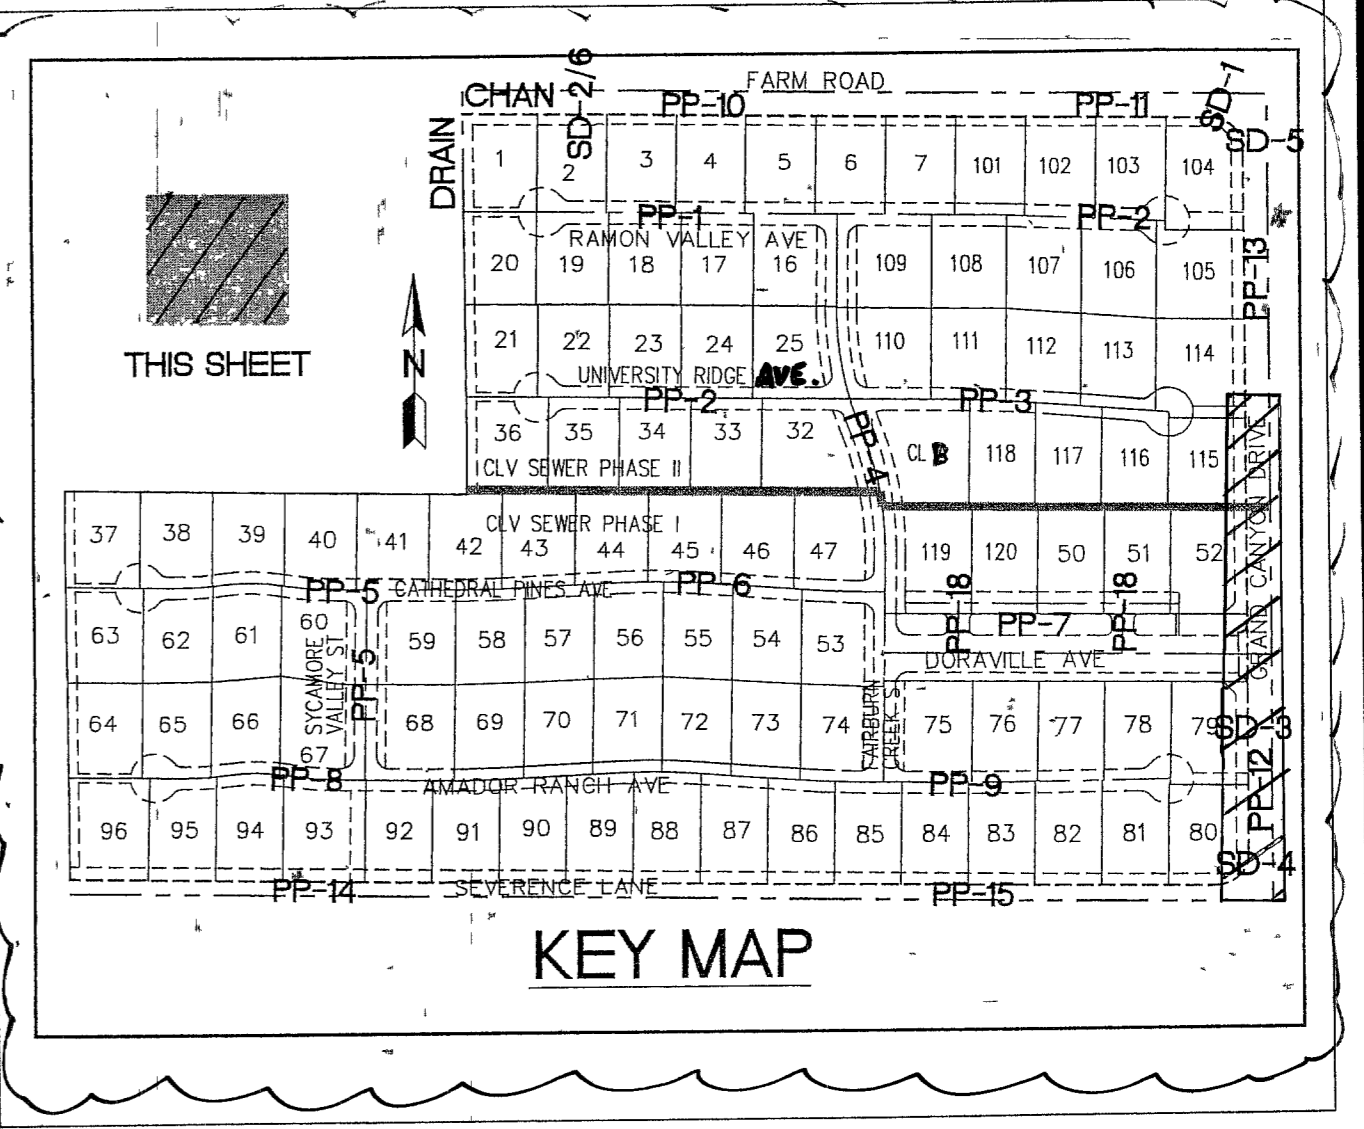 FARM ROAD
CHAN SD-2/6 PP-10 PP-11 SD-1
DRAIN
SD-5
1 2 3 4 5 6 7 101 102 103 104
PP-1 PP-2
RAMON VALLEY AVE
PP-13
20 19 18 17 16 109 108 107 106 105
21 22 23 24 25 110 111 112 113 114
THIS SHEET
N
UNIVERSITY RIDGE AVE.
PP-2 PP-3
36 35 34 33 32 PP-4 CL B 118 117 116 115
CLV SEWER PHASE II
GRAND CANYON DRIVE
CLV SEWER PHASE I
37 38 39 40 41 42 43 44 45 46 47 119 120 50 51 52
PP-5 CATHEDRAL PINES AVE PP-6
PP-18 PP-7 PP-18
63 62 61 60 59 58 57 56 55 54 53
SYCAMORE VALLEY ST
PP-5
DORAVILLE AVE
64 65 66 67 68 69 70 71 72 73 74 75 76 77 78 79
FAIRBURN
SD-3
PP-8 AMADOR RANCH AVE PP-9
PP-12
96 95 94 93 92 91 90 89 88 87 86 85 84 83 82 81 80
SD-4
PP-14 SEVERENCE LANE PP-15
KEY MAP